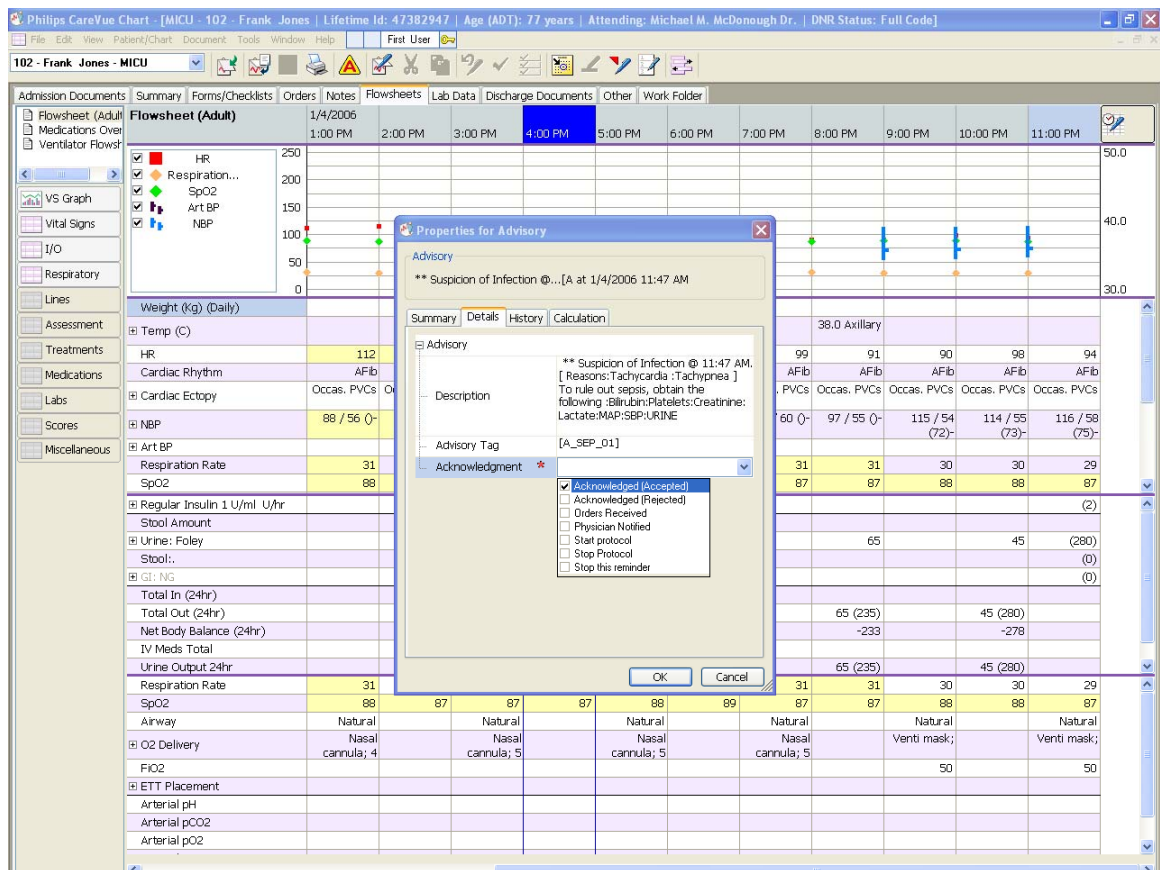 Philips CareVue Chart - [MICU - 102 - Frank Jones | Lifetime Id: 47382947 | Age (ADT): 77 years | Attending: Michael M. McDonough Dr. | DNR Status: Full Code]
File Edit View Patient/Chart Document Tools Window Help First User
102 - Frank Jones - MICU
Admission Documents Summary Forms/Checklists Orders Notes Flowsheets Lab Data Discharge Documents Other Work Folder
Flowsheet (Adult
Medications Over
Ventilator Flowsh
VS Graph
Vital Signs
I/O
Respiratory
Lines
Assessment
Treatments
Medications
Labs
Scores
Miscellaneous
Flowsheet (Adult) 1/4/2006
1:00 PM 2:00 PM 3:00 PM 4:00 PM 5:00 PM 6:00 PM 7:00 PM 8:00 PM 9:00 PM 10:00 PM 11:00 PM
HR
Respiration...
SpO2
Art BP
NBP
250
200
150
100
50
0
50.0
40.0
30.0
Weight (Kg) (Daily)
Temp (C) 38.0 Axillary
HR 112 99 91 90 98 94
Cardiac Rhythm AFib AFib AFib AFib AFib AFib
Cardiac Ectopy Occas. PVCs PVCs Occas. PVCs Occas. PVCs Occas. PVCs Occas. PVCs
NBP 88 / 56 ()- 60 ()- 97 / 55 ()- 115 / 54 (72)- 114 / 55 (73)- 116 / 58 (75)-
Art BP
Respiration Rate 31 31 31 30 30 29
SpO2 88 87 87 88 88 87
Regular Insulin 1 U/ml U/hr (2)
Stool Amount
Urine: Foley 65 45 (280)
Stool:. (0)
GI: NG (0)
Total In (24hr)
Total Out (24hr) 65 (235) 45 (280)
Net Body Balance (24hr) -233 -278
IV Meds Total
Urine Output 24hr 65 (235) 45 (280)
Respiration Rate 31 31 31 30 30 29
SpO2 88 87 87 87 88 89 87 87 88 88 87
Airway Natural Natural Natural Natural Natural Natural
O2 Delivery Nasal cannula; 4 Nasal cannula; 5 Nasal cannula; 5 Nasal cannula; 5 Venti mask; Venti mask;
FiO2 50 50
ETT Placement
Arterial pH
Arterial pCO2
Arterial pO2
Properties for Advisory
Advisory
** Suspicion of Infection @...[A at 1/4/2006 11:47 AM
Summary Details History Calculation
Advisory
Description
** Suspicion of Infection @ 11:47 AM.
[ Reasons:Tachycardia :Tachypnea ]
To rule out sepsis, obtain the
following :Bilirubin:Platelets:Creatinine:
Lactate:MAP:SBP:URINE
Advisory Tag [A_SEP_01]
Acknowledgment *
Acknowledged (Accepted)
Acknowledged (Rejected)
Orders Received
Physician Notified
Start protocol
Stop Protocol
Stop this reminder
OK Cancel